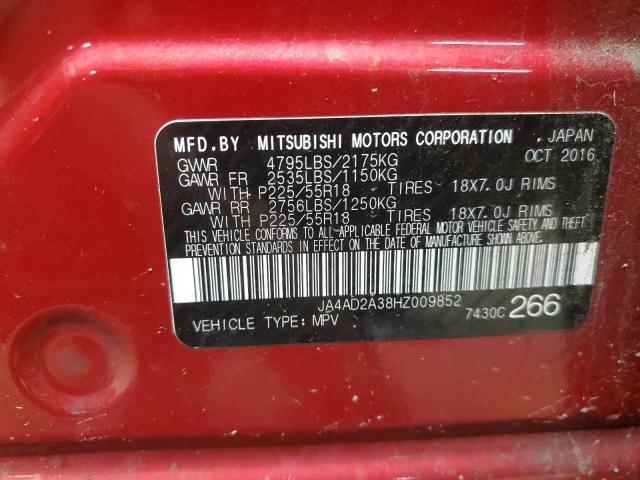 MFD.BY MITSUBISHI MOTORS CORPORATION . JAPAN
GVWR 4795LBS/2175KG OCT 2016
GAWR FR 2535LBS/1150KG
WITH P225/55R18 TIRES 18X7.0J RIMS
GAWR RR 2756LBS/1250KG
WITH P225/55R18 TIRES 18X7.0J RIMS
THIS VEHICLE CONFORMS TO ALL APPLICABLE FEDERAL MOTOR VEHICLE SAFETY AND THEFT
PREVENTION STANDARDS IN EFFECT ON THE DATE OF MANUFACTURE SHOWN ABOVE.
JA4AD2A38HZ009852
VEHICLE TYPE: MPV 7430C 266